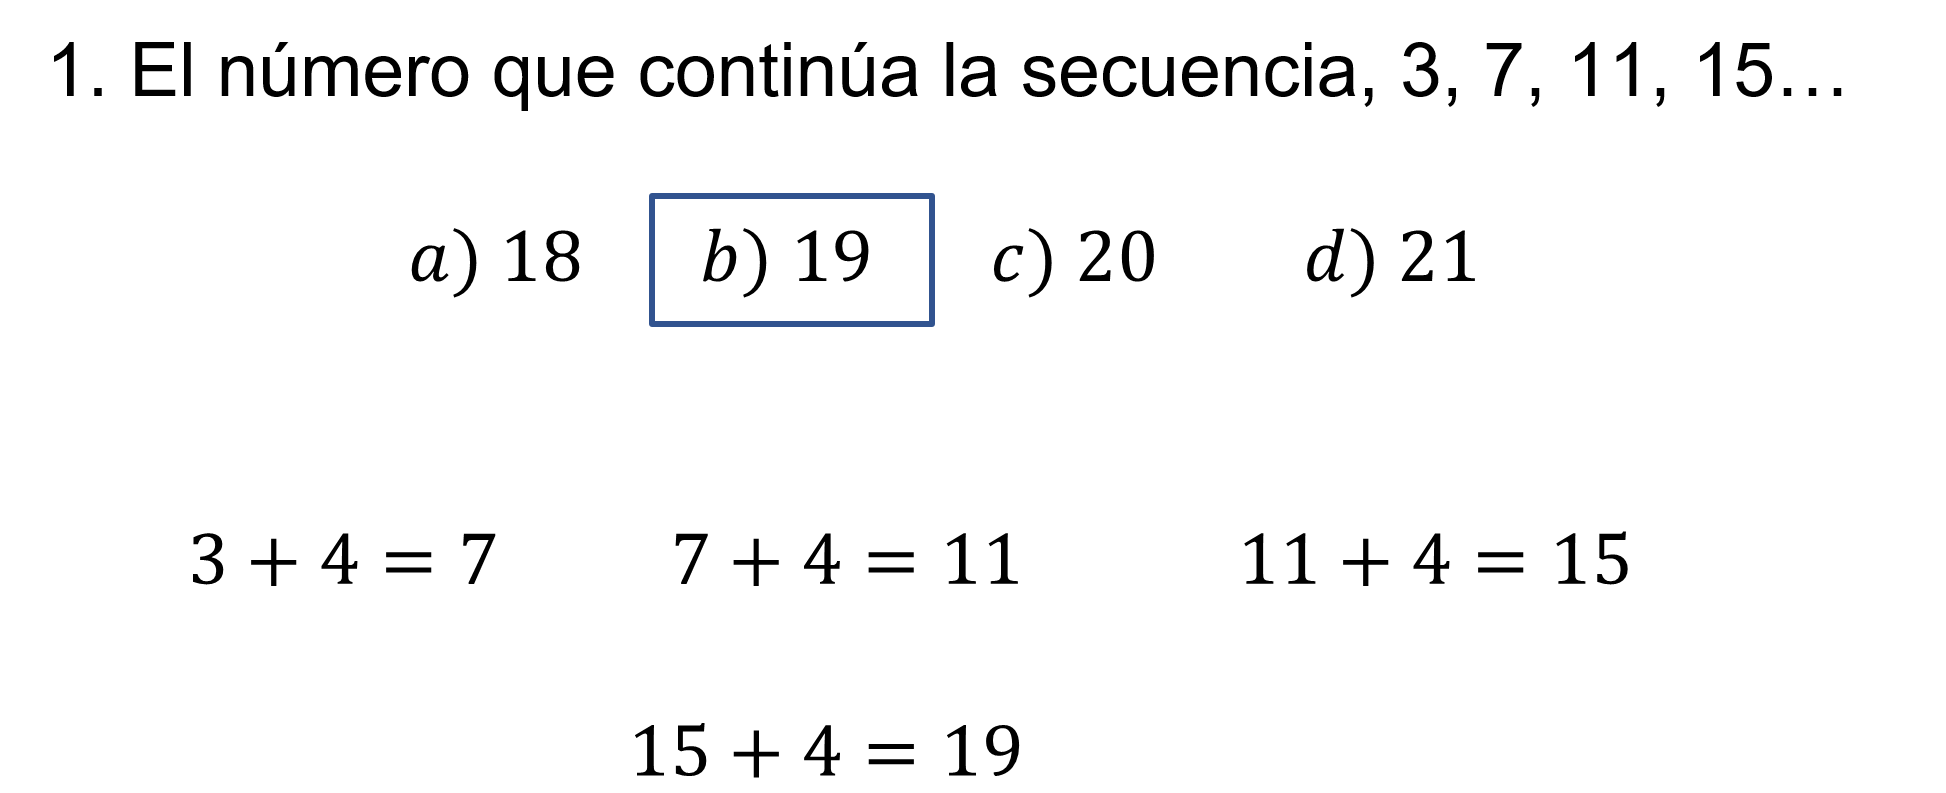 1. El número que continúa la secuencia, 3, 7, 11, 15…
a) 18 b) 19 c) 20 d) 21
3 + 4 = 7 7 + 4 = 11 11 + 4 = 15
15 + 4 = 19